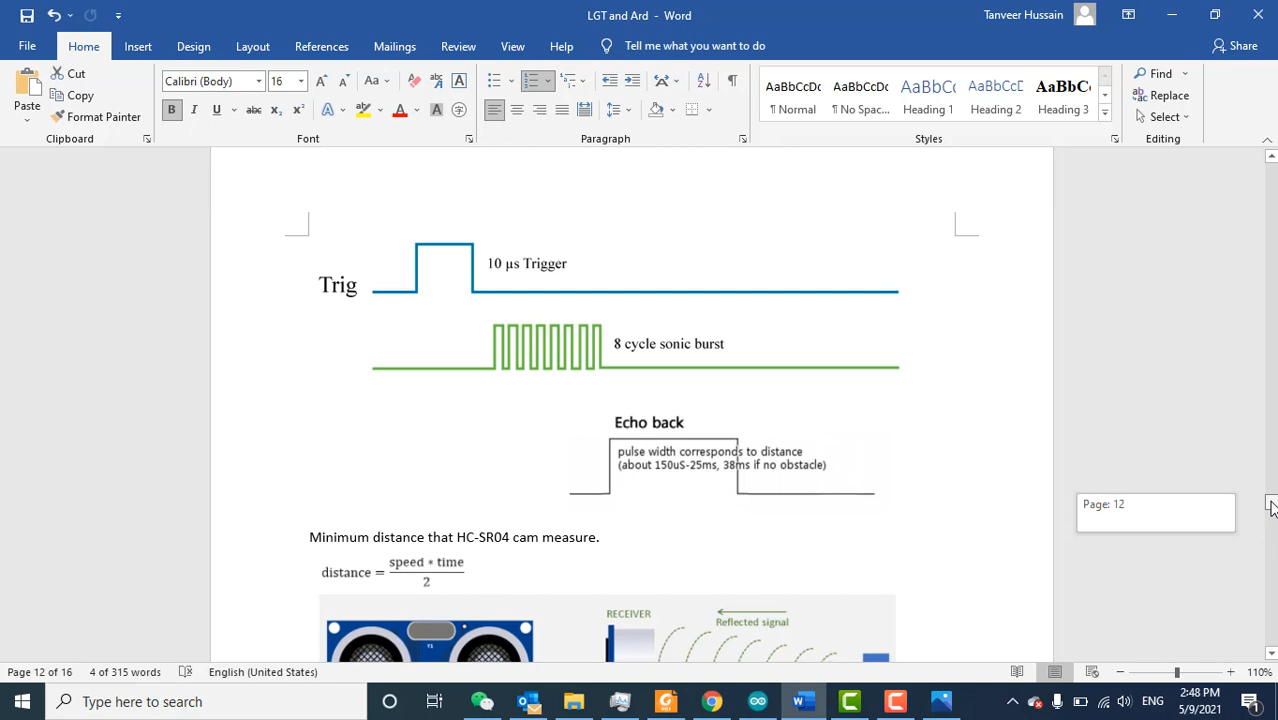 LGT and Ard - Word
Tanveer Hussain
File Home Insert Design Layout References Mailings Review View Help Tell me what you want to do Share
Paste Cut Copy Format Painter
Calibri (Body) 16
AaBbCcDc AaBbCcDc AaBbC AaBbCcD AaBbC
¶ Normal ¶ No Spac... Heading 1 Heading 2 Heading 3
Find Replace Select
Clipboard Font Paragraph Styles Editing
10 µs Trigger
Trig
8 cycle sonic burst
Echo back
pulse width corresponds to distance
(about 150uS-25ms, 38ms if no obstacle)
Page: 12
Minimum distance that HC-SR04 cam measure.
distance = speed * time
2
RECEIVER
Reflected signal
Y1
Page 12 of 16 4 of 315 words English (United States) 110%
Type here to search
ENG
2:48 PM
5/9/2021